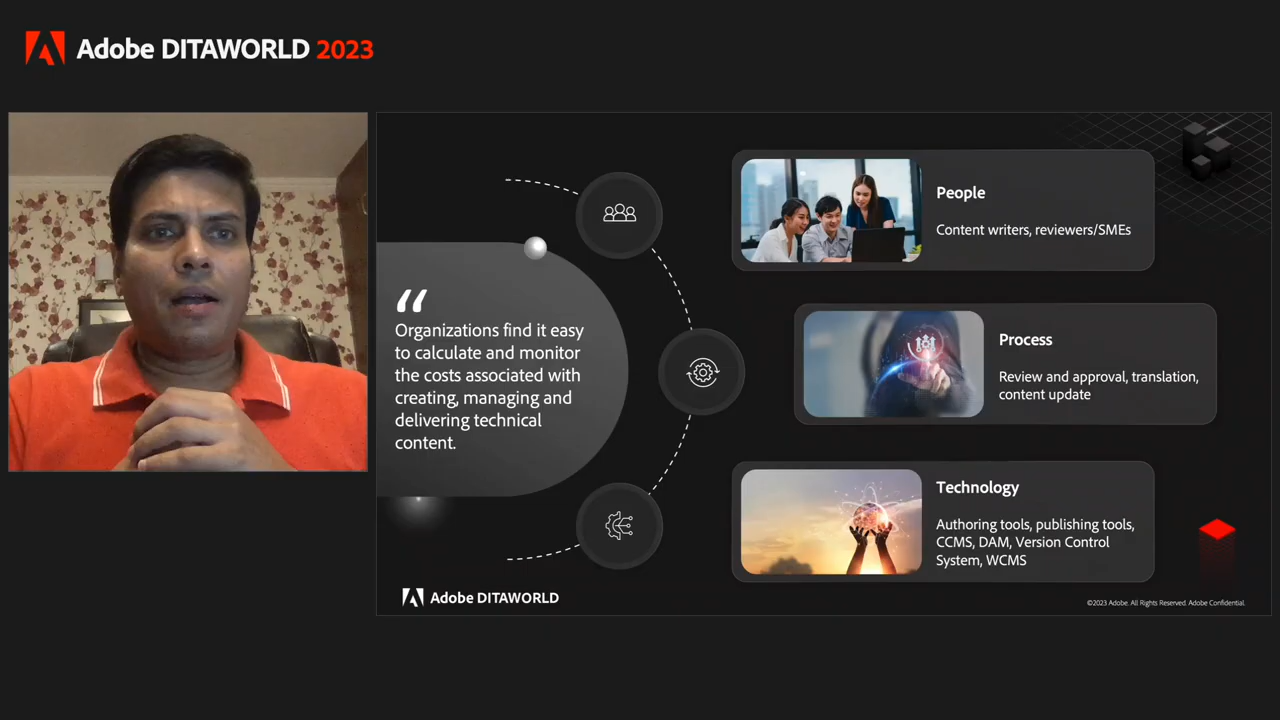 Adobe DITAWORLD 2023
“
Organizations find it easy
to calculate and monitor
the costs associated with
creating, managing and
delivering technical
content.
People
Content writers, reviewers/SMEs
Process
Review and approval, translation,
content update
Technology
Authoring tools, publishing tools,
CCMS, DAM, Version Control
System, WCMS
Adobe DITAWORLD
©2023 Adobe. All Rights Reserved. Adobe Confidential.